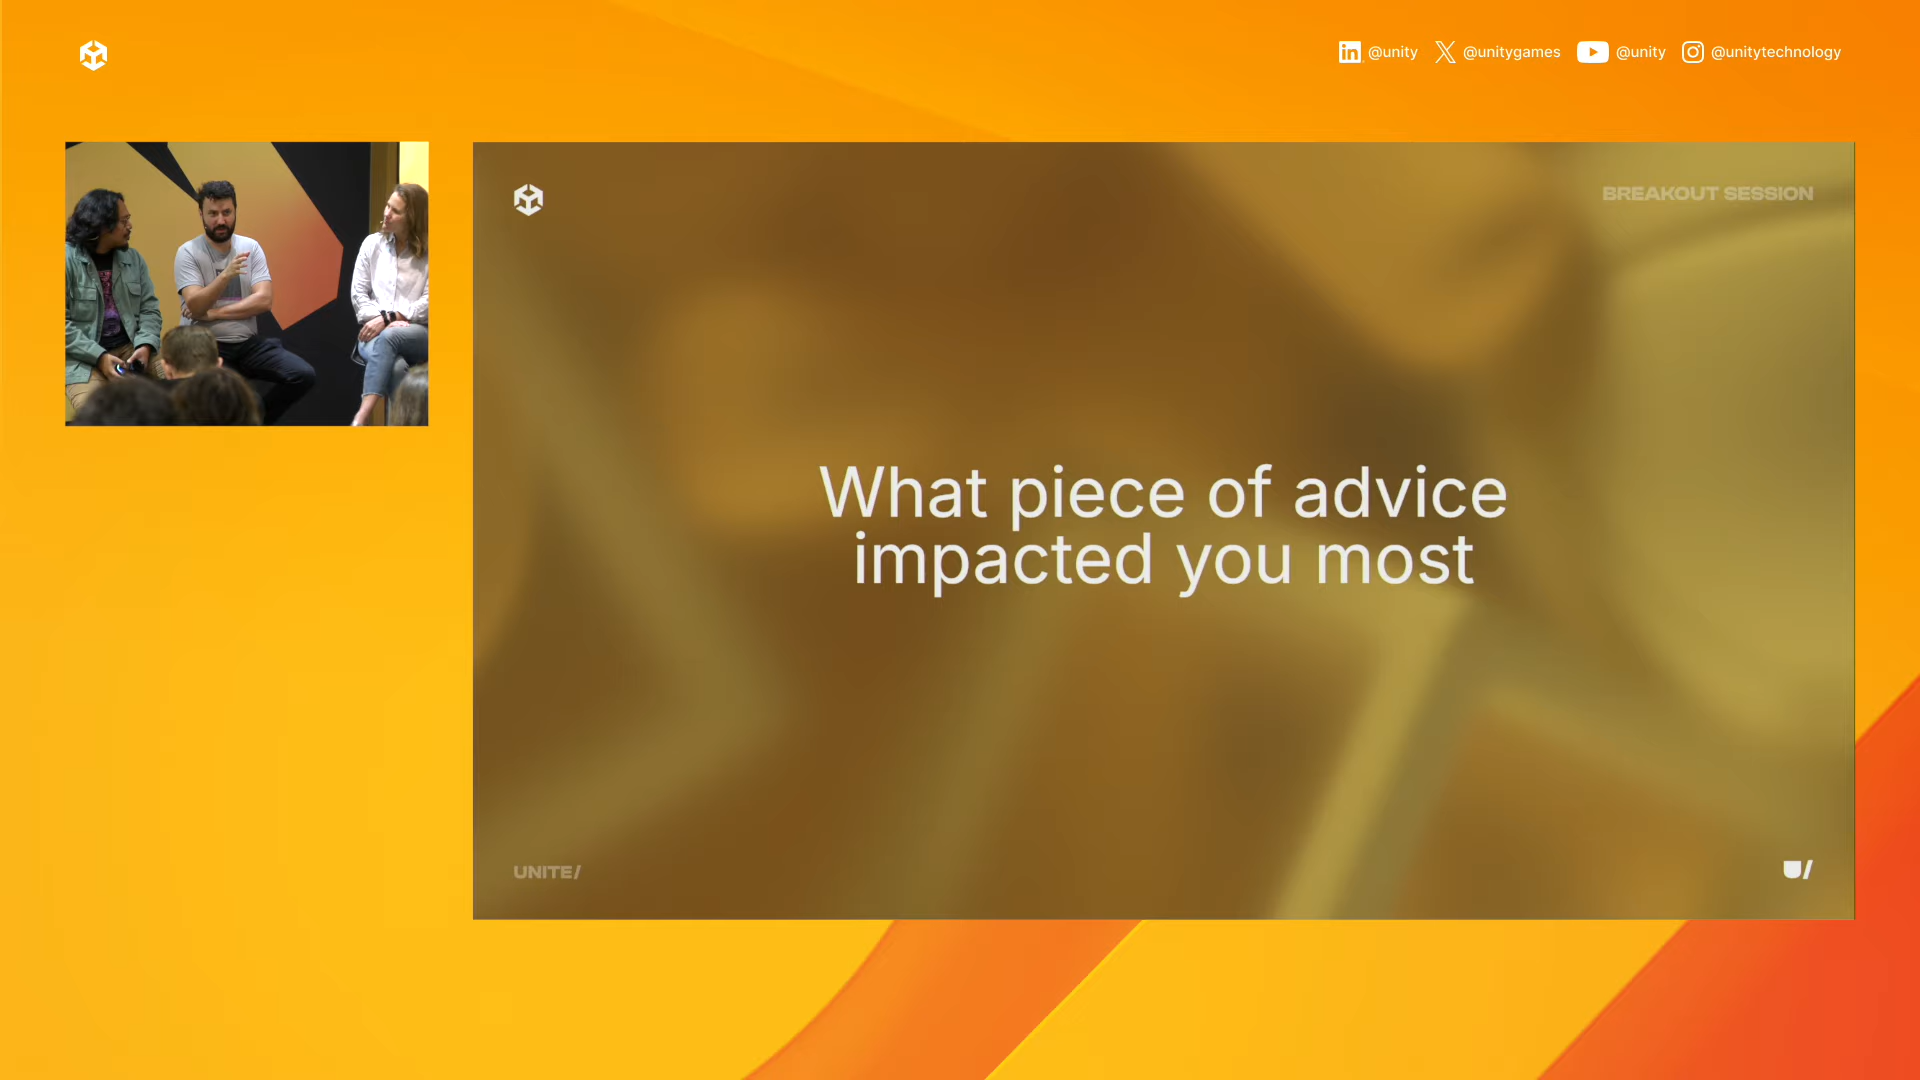 @unity @unitygames @unity @unitytechnology
BREAKOUT SESSION
What piece of advice
impacted you most
UNITE/
U/